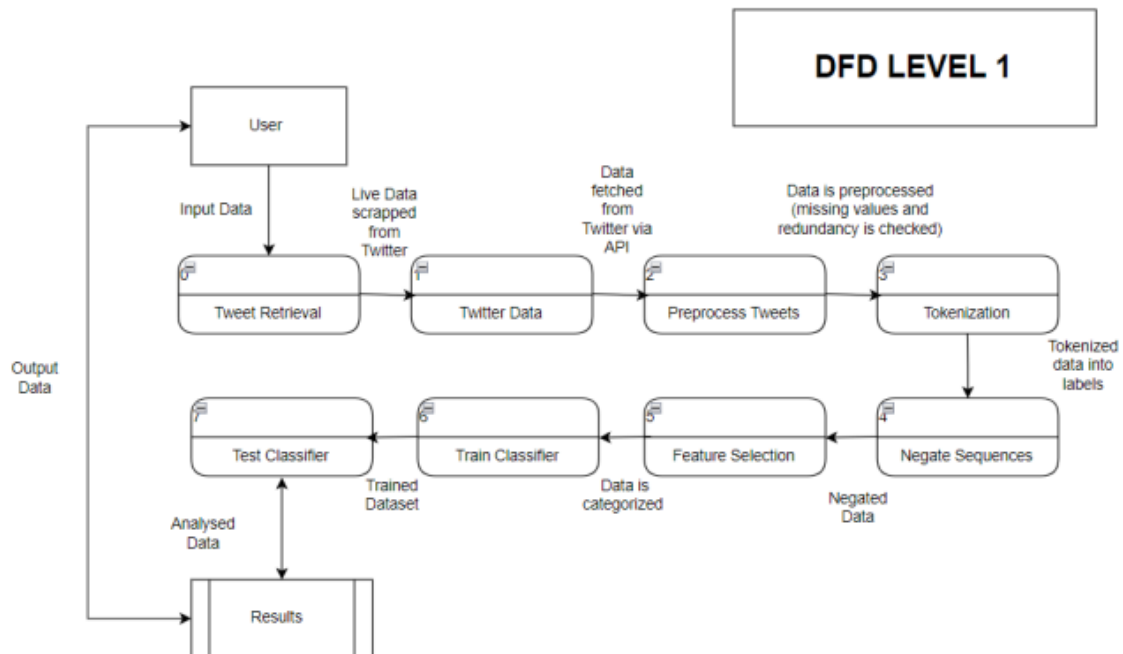 DFD LEVEL 1
User
Input Data
Live Data
scrapped
from
Twitter
Data
fetched
from
Twitter via
API
Data is preprocessed
(missing values and
redundancy is checked)
0
Tweet Retrieval
1
Twitter Data
2
Preprocess Tweets
3
Tokenization
Tokenized
data into
labels
Output
Data
7
Test Classifier
6
Train Classifier
5
Feature Selection
4
Negate Sequences
Trained
Dataset
Data is
categorized
Negated
Data
Analysed
Data
Results